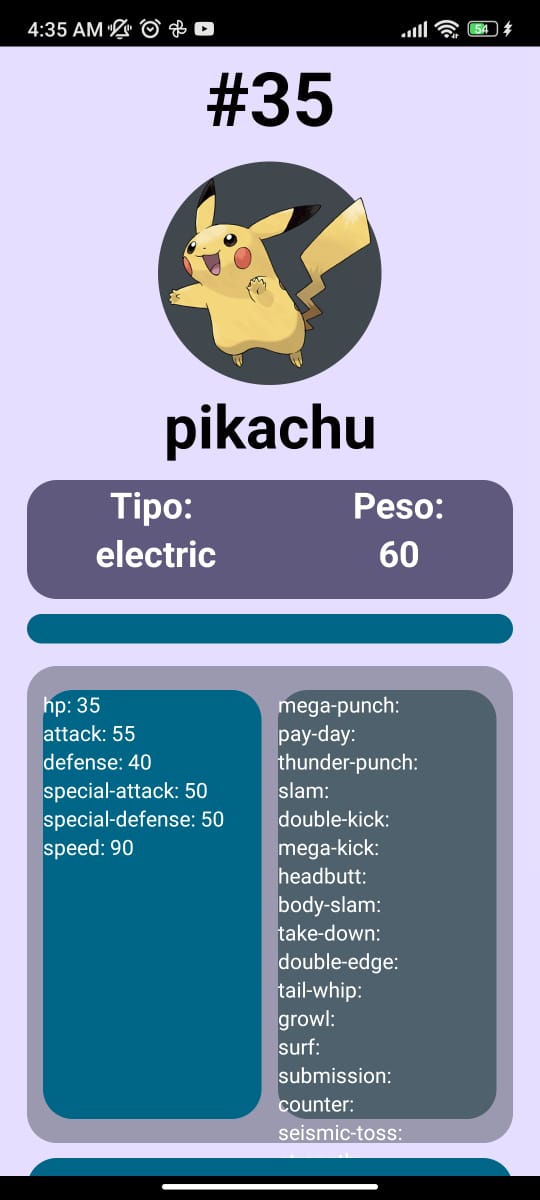 4:35 AM
54
#35
pikachu
Tipo: Peso:
electric 60
hp: 35
attack: 55
defense: 40
special-attack: 50
special-defense: 50
speed: 90
mega-punch:
pay-day:
thunder-punch:
slam:
double-kick:
mega-kick:
headbutt:
body-slam:
take-down:
double-edge:
tail-whip:
growl:
surf:
submission:
counter:
seismic-toss: